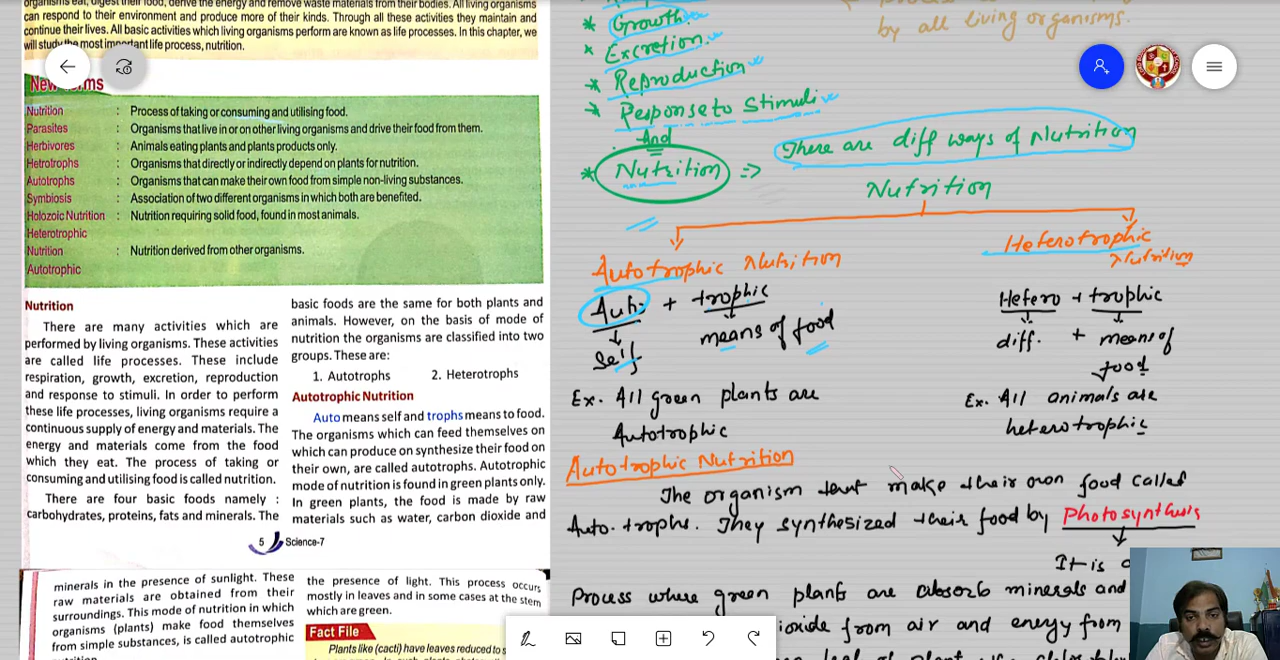 organisms eat, digest their food, derive the energy and remove waste materials from their bodies. All living organisms
can respond to their environment and produce more of their kinds. Through all these activities they maintain and
continue their lives. All basic activities which living organisms perform are known as life processes. In this chapter, we
will study the most important life process, nutrition.
Nutrition : Process of taking or consuming and utilising food.
Parasites : Organisms that live in or on other living organisms and drive their food from them.
Herbivores : Animals eating plants and plants products only.
Hetrotrophs : Organisms that directly or indirectly depend on plants for nutrition.
Autotrophs : Organisms that can make their own food from simple non-living substances.
Symbiosis : Association of two different organisms in which both are benefited.
Holozoic Nutrition : Nutrition requiring solid food, found in most animals.
Heterotrophic
Nutrition : Nutrition derived from other organisms.
Autotrophic
Nutrition
There are many activities which are
performed by living organisms. These activities
are called life processes. These include
respiration, growth, excretion, reproduction
and response to stimuli. In order to perform
these life processes, living organisms require a
continuous supply of energy and materials. The
energy and materials come from the food
which they eat. The process of taking or
consuming and utilising food is called nutrition.
There are four basic foods namely :
carbohydrates, proteins, fats and minerals. The
basic foods are the same for both plants and
animals. However, on the basis of mode of
nutrition the organisms are classified into two
groups. These are:
1. Autotrophs 2. Heterotrophs
Autotrophic Nutrition
Auto means self and trophs means to food.
The organisms which can feed themselves on
which can produce on synthesize their food on
their own, are called autotrophs. Autotrophic
mode of nutrition is found in green plants only.
In green plants, the food is made by raw
materials such as water, carbon dioxide and
5 Science-7
minerals in the presence of sunlight. These
raw materials are obtained from their
surroundings. This mode of nutrition in which
organisms (plants) make food themselves
from simple substances, is called autotrophic
the presence of light. This process occurs
mostly in leaves and in some cases at the stem
which are green.
Fact File
Plants like (cacti) have leaves reduced to s
by all living organisms.
* Growth
* Excretion
* Reproduction
* Response to Stimuli
And
* Nutrition => There are diff ways of Nutrition
Nutrition
Autotrophic Nutrition
Auto + trophic
Self means of food
Ex. All green plants are
Autotrophic
Heterotrophic
Nutrition
Hetero + trophic
diff. + means of
food
Ex. All animals are
heterotrophic
Autotrophic Nutrition
The organism that make their own food called
Auto.trophs. They synthesized their food by Photosynthesis
It is
Process where green plants are absorb minerals and
ioxide from air and energy from